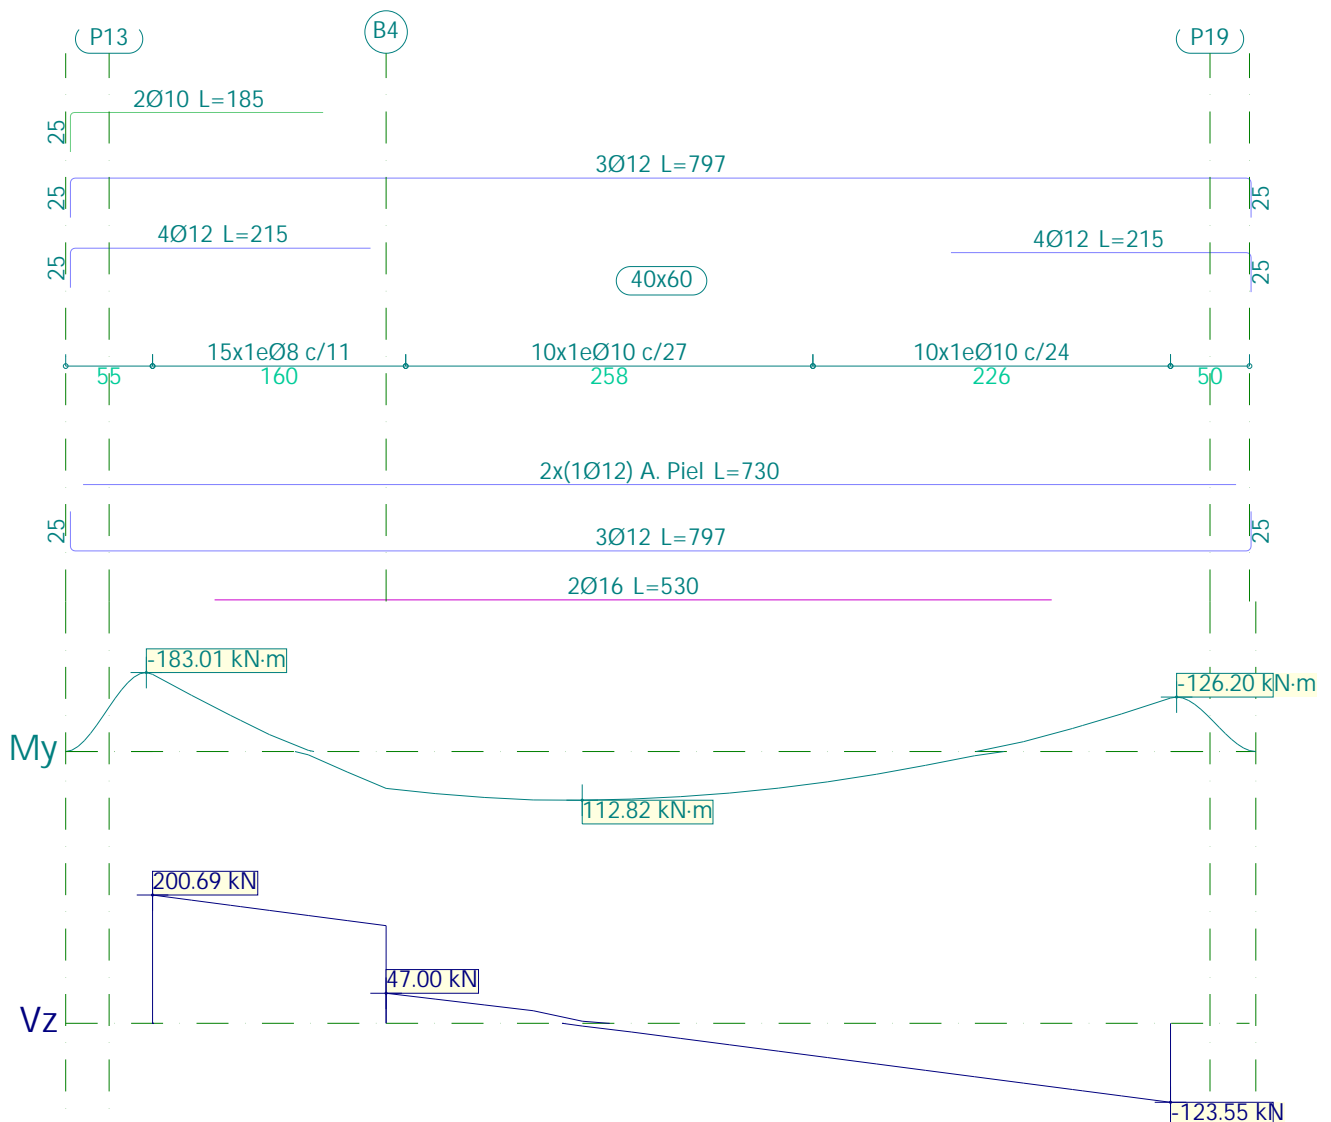 P13
B4
P19
2Ø10 L=185
25
3Ø12 L=797
25
25
4Ø12 L=215
4Ø12 L=215
25
25
40x60
15x1eØ8 c/11
10x1eØ10 c/27
10x1eØ10 c/24
55
160
258
226
50
2x(1Ø12) A. Piel L=730
25
3Ø12 L=797
25
2Ø16 L=530
-183.01 kN·m
-126.20 kN·m
My
112.82 kN·m
200.69 kN
47.00 kN
Vz
-123.55 kN